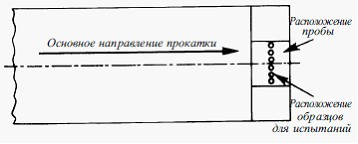 Расположение
пробы
Основное направление прокатки
Расположение
образцов
для испытаний